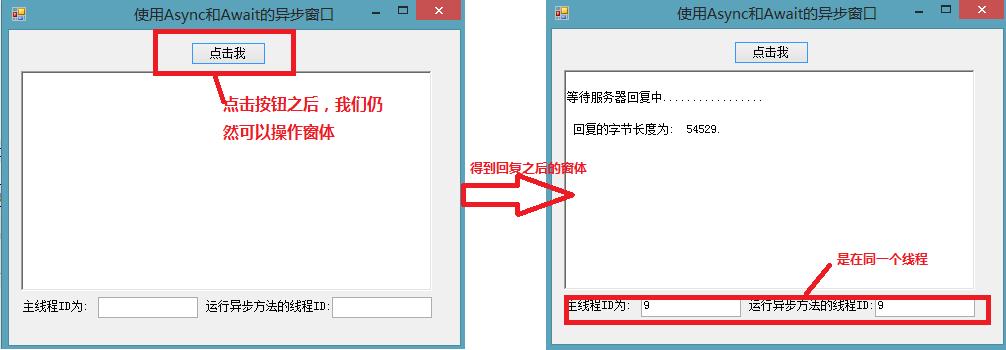 使用Async和Await的异步窗口
点击我
点击按钮之后，我们仍
然可以操作窗体
主线程ID为:
运行异步方法的线程ID:
得到回复之后的窗体
使用Async和Await的异步窗口
点击我
等待服务器回复中.................
回复的字节长度为:  54529.
是在同一个线程
主线程ID为: 9
运行异步方法的线程ID: 9